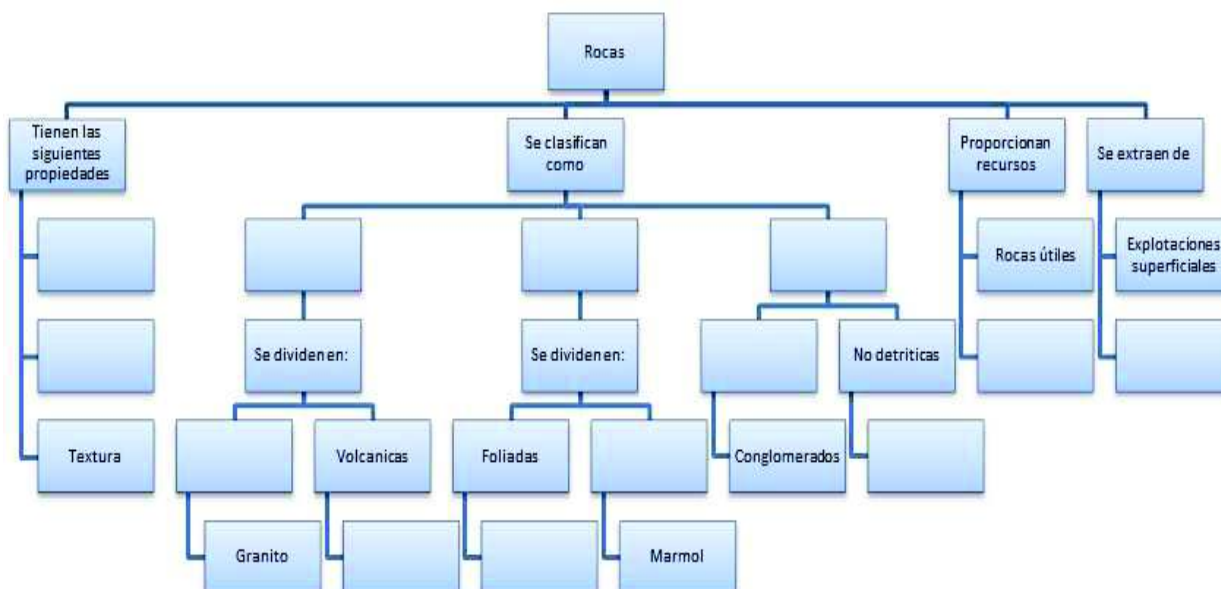 Rocas
Tienen las
siguientes
propiedades
Se clasifican
como
Proporcionan
recursos
Se extraen de
Rocas útiles
Explotaciones
superficiales
Se dividen en:
Se dividen en:
No detriticas
Textura
Volcanicas
Foliadas
Conglomerados
Granito
Marmol